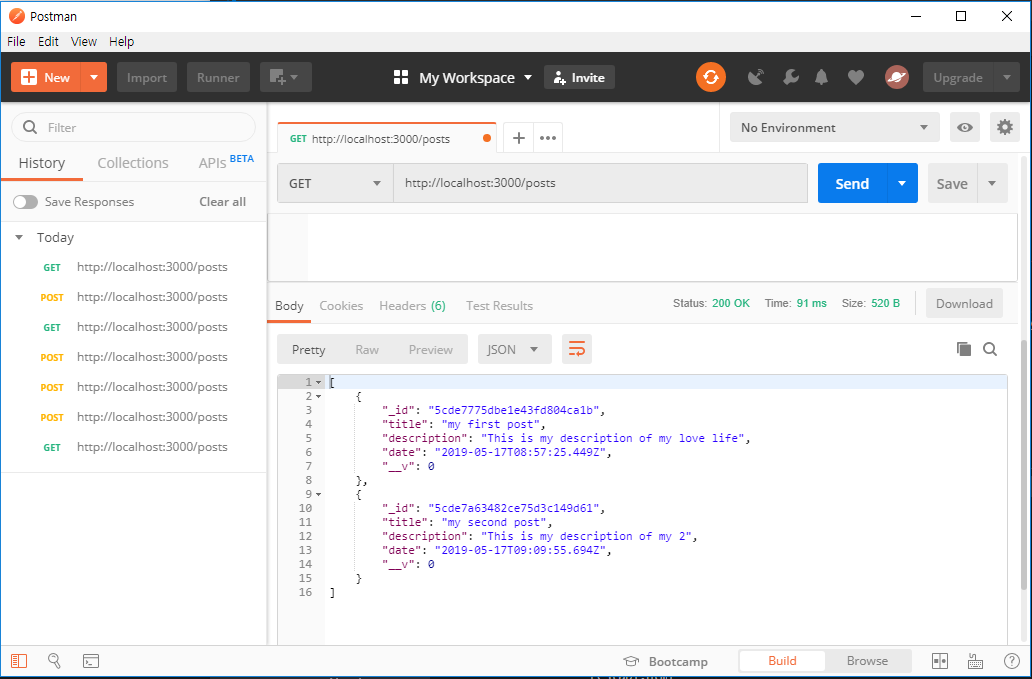 Postman
File Edit View Help
New Import Runner My Workspace Invite Upgrade
Filter
History Collections APIs BETA
Save Responses Clear all
Today
GET http://localhost:3000/posts
POST http://localhost:3000/posts
GET http://localhost:3000/posts
POST http://localhost:3000/posts
POST http://localhost:3000/posts
POST http://localhost:3000/posts
GET http://localhost:3000/posts
GET http://localhost:3000/posts
No Environment
GET http://localhost:3000/posts Send Save
Body Cookies Headers (6) Test Results Status: 200 OK Time: 91 ms Size: 520 B Download
Pretty Raw Preview JSON
1 [
2 {
3 "_id": "5cde7775dbe1e43fd804ca1b",
4 "title": "my first post",
5 "description": "This is my description of my love life",
6 "date": "2019-05-17T08:57:25.449Z",
7 "__v": 0
8 },
9 {
10 "_id": "5cde7a63482ce75d3c149d61",
11 "title": "my second post",
12 "description": "This is my description of my 2",
13 "date": "2019-05-17T09:09:55.694Z",
14 "__v": 0
15 }
16 ]
Bootcamp Build Browse